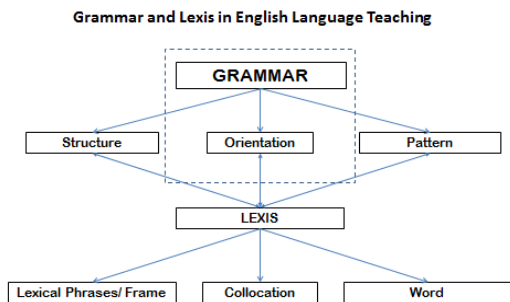 Grammar and Lexis in English Language Teaching
GRAMMAR
Structure
Orientation
Pattern
LEXIS
Lexical Phrases/ Frame
Collocation
Word